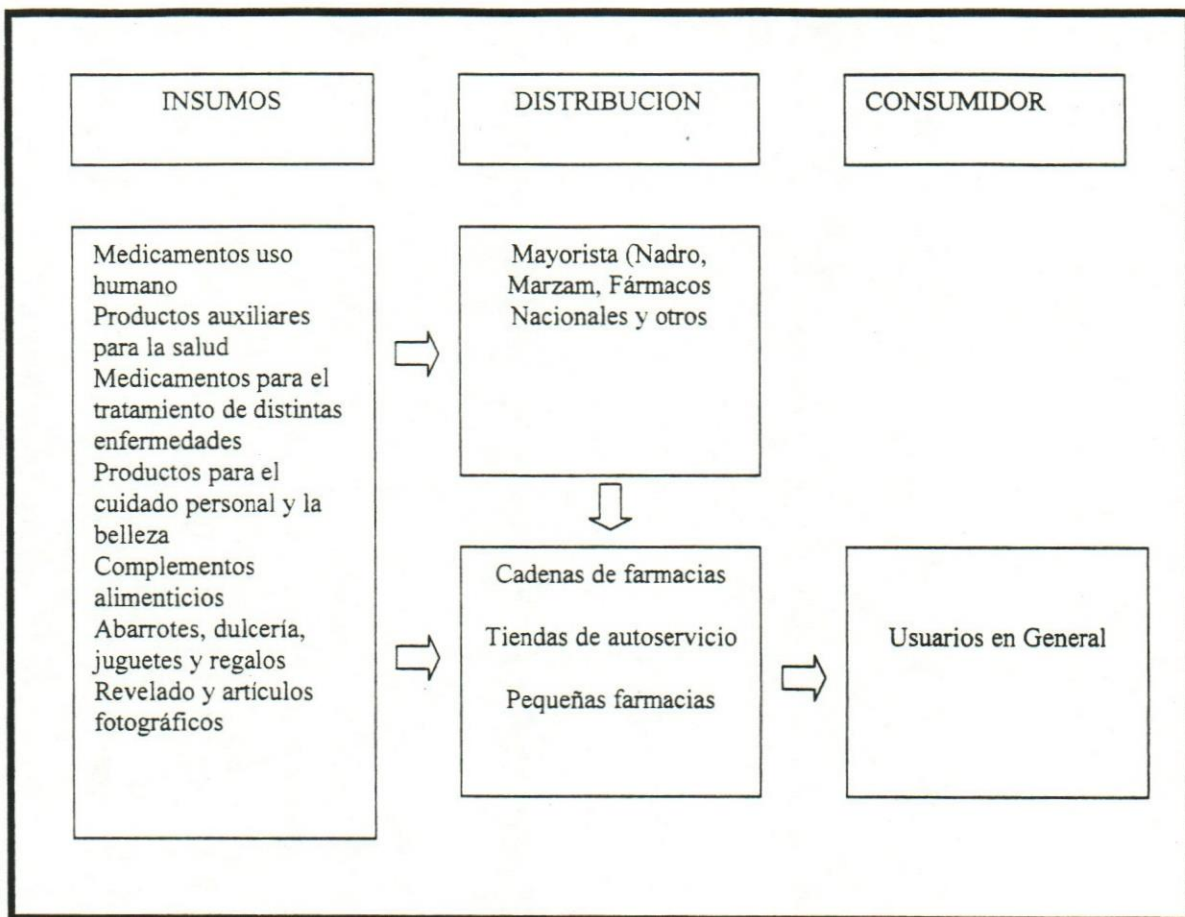 INSUMOS
DISTRIBUCION
CONSUMIDOR
Medicamentos uso
humano
Productos auxiliares
para la salud
Medicamentos para el
tratamiento de distintas
enfermedades
Productos para el
cuidado personal y la
belleza
Complementos
alimenticios
Abarrotes, dulcería,
juguetes y regalos
Revelado y artículos
fotográficos
Mayorista (Nadro,
Marzam, Fármacos
Nacionales y otros
Cadenas de farmacias
Tiendas de autoservicio
Pequeñas farmacias
Usuarios en General